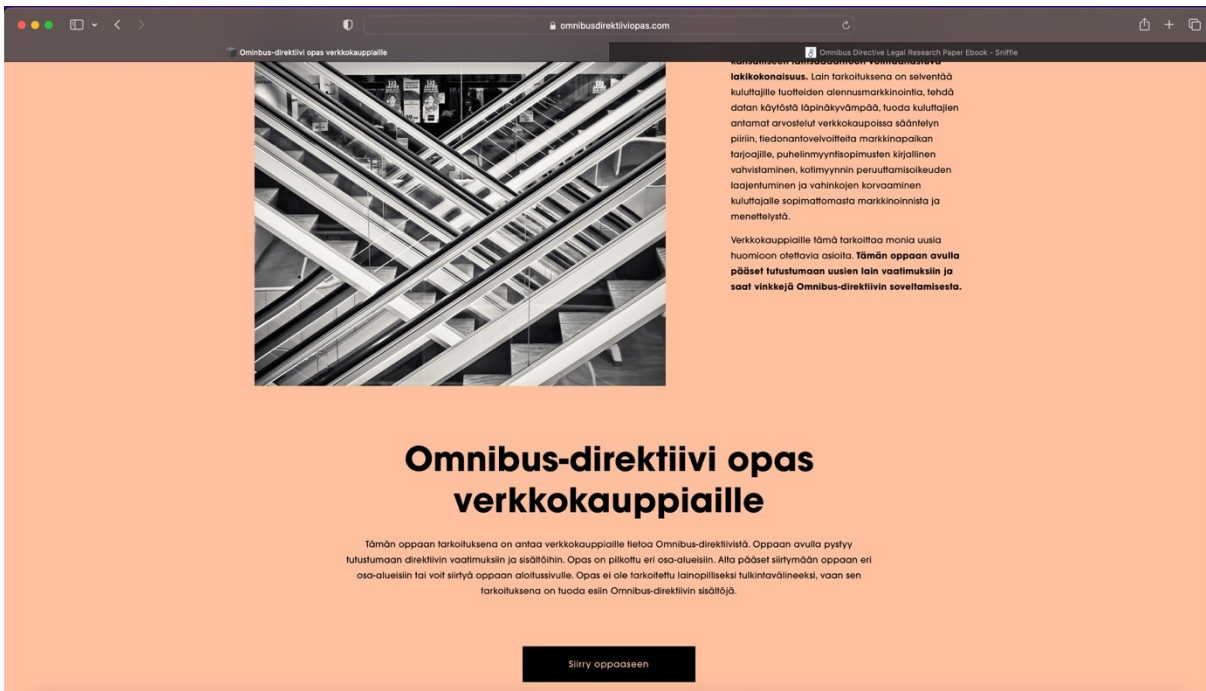 omnibusdirektiiviopas.com
Ominbus-direktiivi opas verkkokauppiaille
Omnibus Directive Legal Research Paper Ebook – Sniffie
lakikokonaisuus. Lain tarkoituksena on selventää
kuluttajille tuotteiden alennusmarkkinointia, tehdä
datan käytöstä läpinäkyvämpää, tuoda kuluttajien
antamat arvostelut verkkokaupoissa sääntelyn
piiriin, tiedonantovelvoitteita markkinapaikan
tarjoajille, puhelinmyyntisopimusten kirjallinen
vahvistaminen, kotimyynnin peruuttamisoikeuden
laajentuminen ja vahinkojen korvaaminen
kuluttajalle sopimattomasta markkinoinnista ja
menettelystä.
Verkkokauppiaille tämä tarkoittaa monia uusia
huomioon otettavia asioita. Tämän oppaan avulla
pääset tutustumaan uusien lain vaatimuksiin ja
saat vinkkejä Omnibus-direktiivin soveltamisesta.
Omnibus-direktiivi opas
verkkokauppiaille
Tämän oppaan tarkoituksena on antaa verkkokauppiaille tietoa Omnibus-direktiivistä. Oppaan avulla pystyy
tutustumaan direktiivin vaatimuksiin ja sisältöihin. Opas on pilkottu eri osa-alueisiin. Alta pääset siirtymään oppaan eri
osa-alueisiin tai voit siirtyä oppaan aloitussivulle. Opas ei ole tarkoitettu lainopilliseksi tulkintavälineeksi, vaan sen
tarkoituksena on tuoda esiin Omnibus-direktiivin sisältöjä.
Siirry oppaaseen